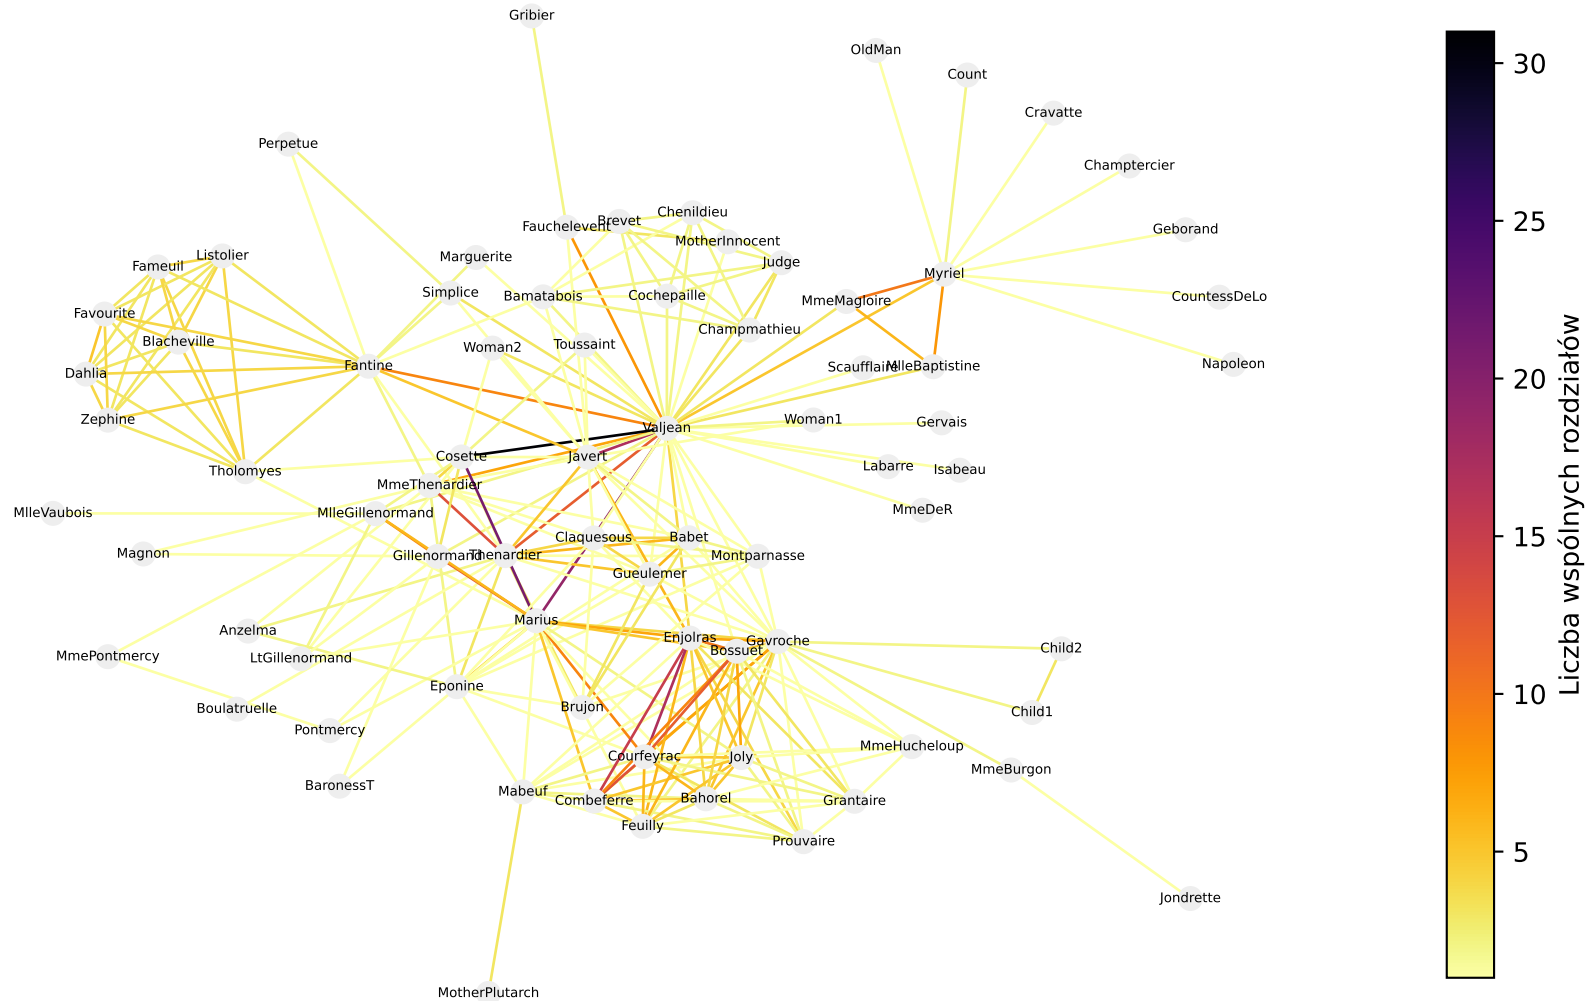 Gribier
OldMan
Count
Cravatte
Perpetue
Champtercier
Chenildieu
Brevet
Fauchelevent
Geborand
MotherInnocent
Listolier
Marguerite
Judge
Fameuil
Myriel
Simplice
Bamatabois
Cochepaille
CountessDeLo
MmeMagloire
Favourite
Champmathieu
Blacheville
Toussaint
Woman2
Napoleon
Fantine
Scaufflaire
MlleBaptistine
Dahlia
Zephine
Woman1
Gervais
Valjean
Cosette
Javert
Labarre
Isabeau
Tholomyes
MmeThenardier
MmeDeR
MlleVaubois
MlleGillenormand
Claquesous
Babet
Magnon
Gillenormand
Thenardier
Montparnasse
Gueulemer
Marius
Anzelma
Enjolras
Gavroche
Child2
Bossuet
MmePontmercy
LtGillenormand
Eponine
Boulatruelle
Brujon
Child1
Pontmercy
MmeHucheloup
Courfeyrac
Joly
MmeBurgon
BaronessT
Mabeuf
Combeferre
Bahorel
Grantaire
Feuilly
Prouvaire
Jondrette
MotherPlutarch
30
25
20
15
10
5
Liczba wspólnych rozdziałów